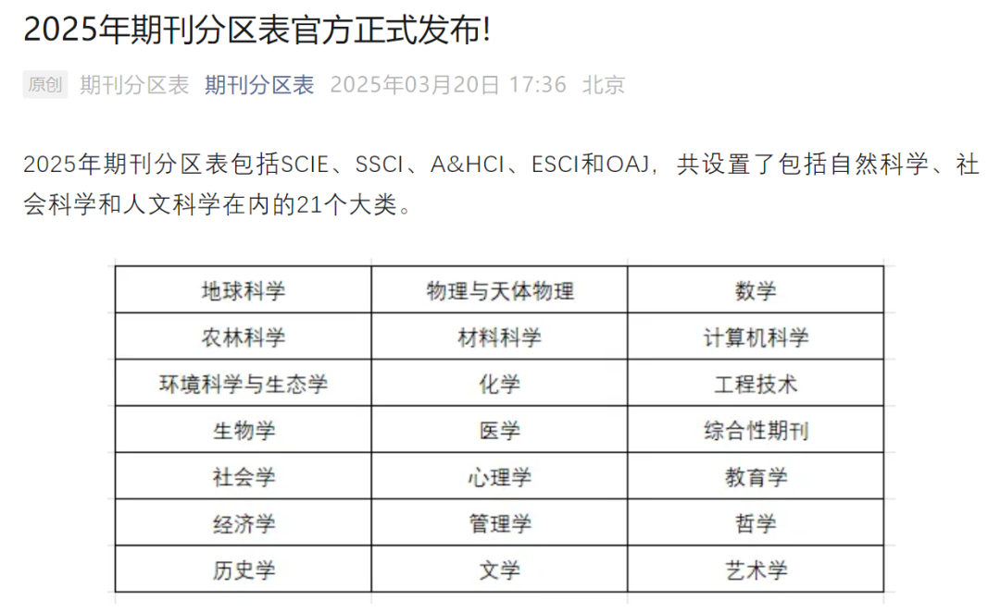 2025年期刊分区表官方正式发布!
原创 期刊分区表 期刊分区表 2025年03月20日 17:36 北京
2025年期刊分区表包括SCIE、SSCI、A&HCI、ESCI和OAJ，共设置了包括自然科学、社
会科学和人文科学在内的21个大类。
地球科学 物理与天体物理 数学
农林科学 材料科学 计算机科学
环境科学与生态学 化学 工程技术
生物学 医学 综合性期刊
社会学 心理学 教育学
经济学 管理学 哲学
历史学 文学 艺术学